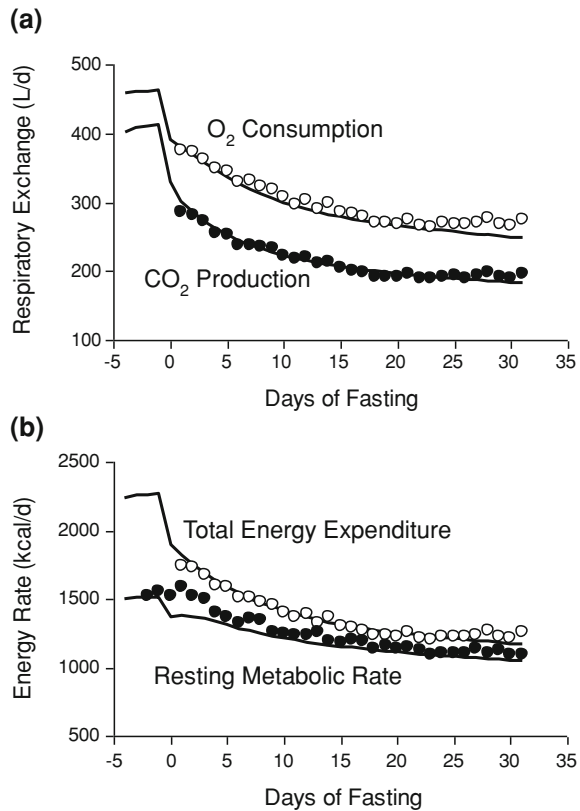 (a)
Respiratory Exchange (L/d)
500
400
300
200
100
O2 Consumption
CO2 Production
-5 0 5 10 15 20 25 30 35
Days of Fasting
(b)
Energy Rate (kcal/d)
2500
2000
1500
1000
500
Total Energy Expenditure
Resting Metabolic Rate
-5 0 5 10 15 20 25 30 35
Days of Fasting